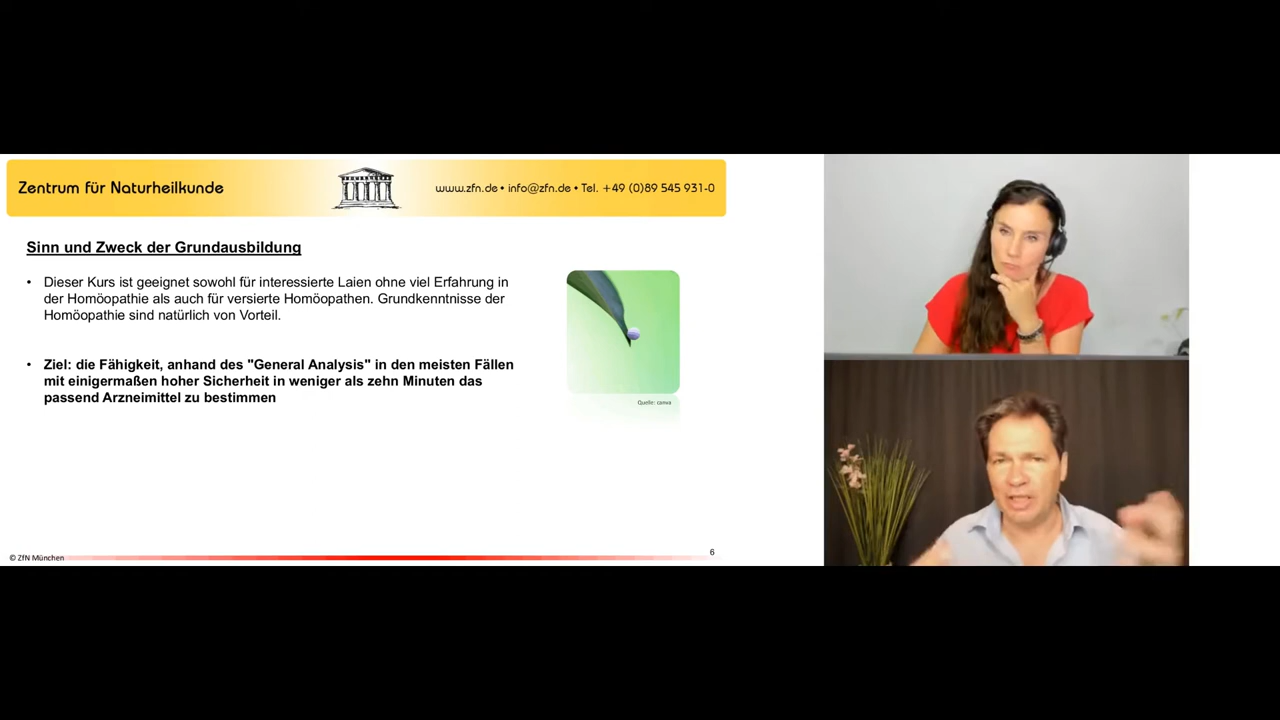 Zentrum für Naturheilkunde
www.zfn.de • info@zfn.de • Tel. +49 (0)89 545 931-0
Sinn und Zweck der Grundausbildung
• Dieser Kurs ist geeignet sowohl für interessierte Laien ohne viel Erfahrung in
der Homöopathie als auch für versierte Homöopathen. Grundkenntnisse der
Homöopathie sind natürlich von Vorteil.
• Ziel: die Fähigkeit, anhand des "General Analysis" in den meisten Fällen
mit einigermaßen hoher Sicherheit in weniger als zehn Minuten das
passend Arzneimittel zu bestimmen
Quelle: canva
© ZfN München
6